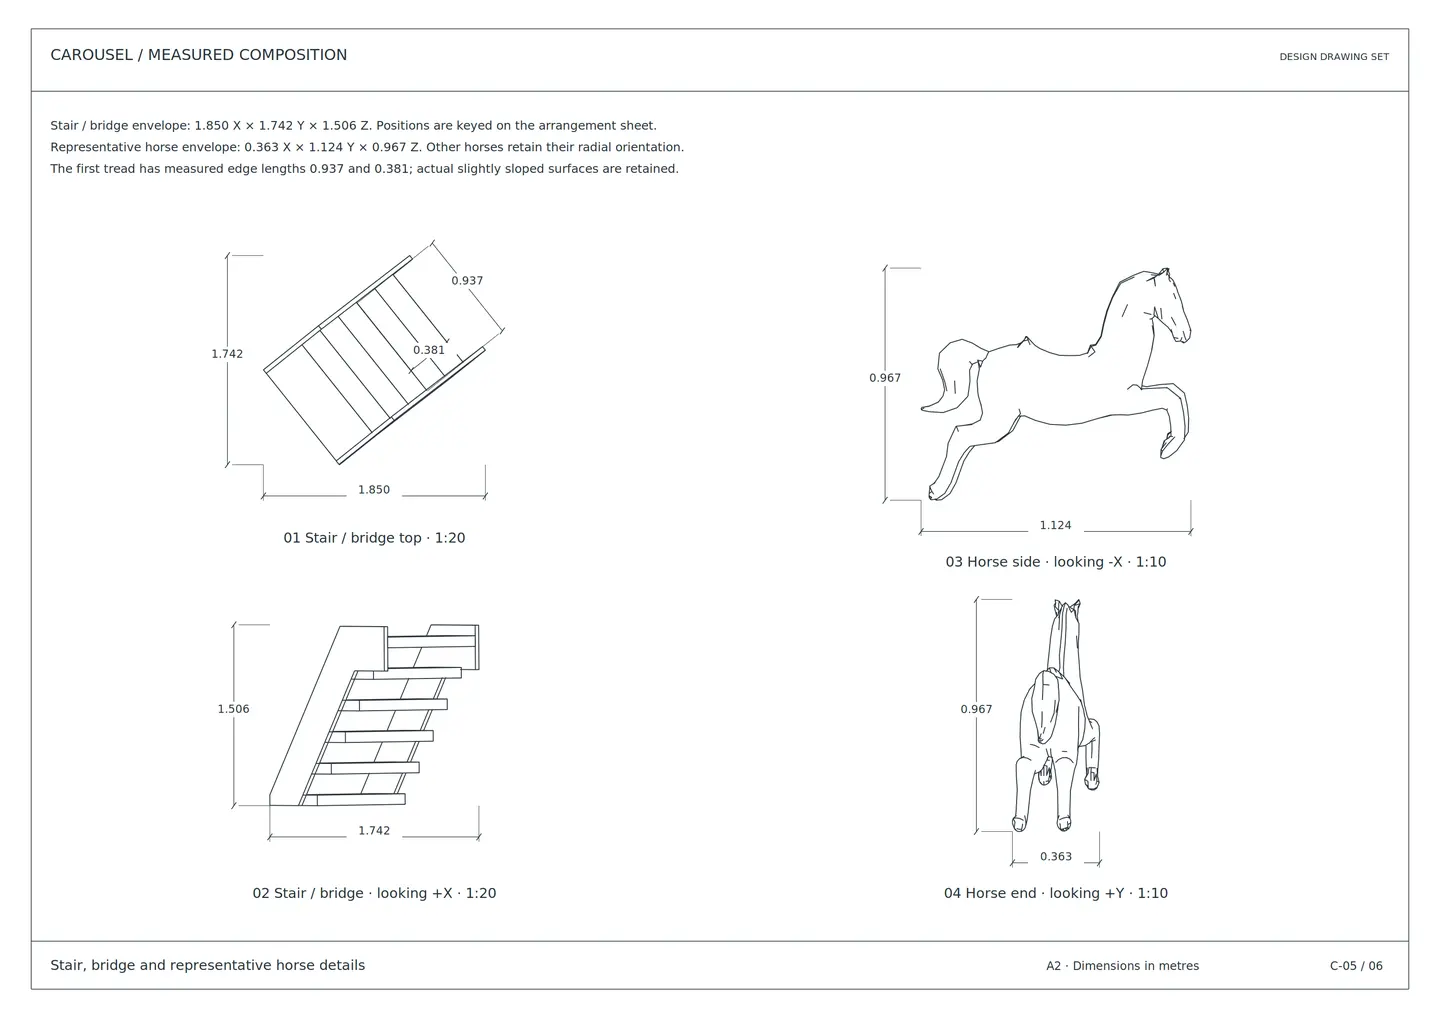 CAROUSEL / MEASURED COMPOSITION
DESIGN DRAWING SET
Stair / bridge envelope: 1.850 X × 1.742 Y × 1.506 Z. Positions are keyed on the arrangement sheet.
Representative horse envelope: 0.363 X × 1.124 Y × 0.967 Z. Other horses retain their radial orientation.
The first tread has measured edge lengths 0.937 and 0.381; actual slightly sloped surfaces are retained.
0.937
0.381
1.742
1.850
01 Stair / bridge top · 1:20
0.967
1.124
03 Horse side · looking -X · 1:10
1.506
1.742
02 Stair / bridge · looking +X · 1:20
0.967
0.363
04 Horse end · looking +Y · 1:10
Stair, bridge and representative horse details
A2 · Dimensions in metres
C-05 / 06